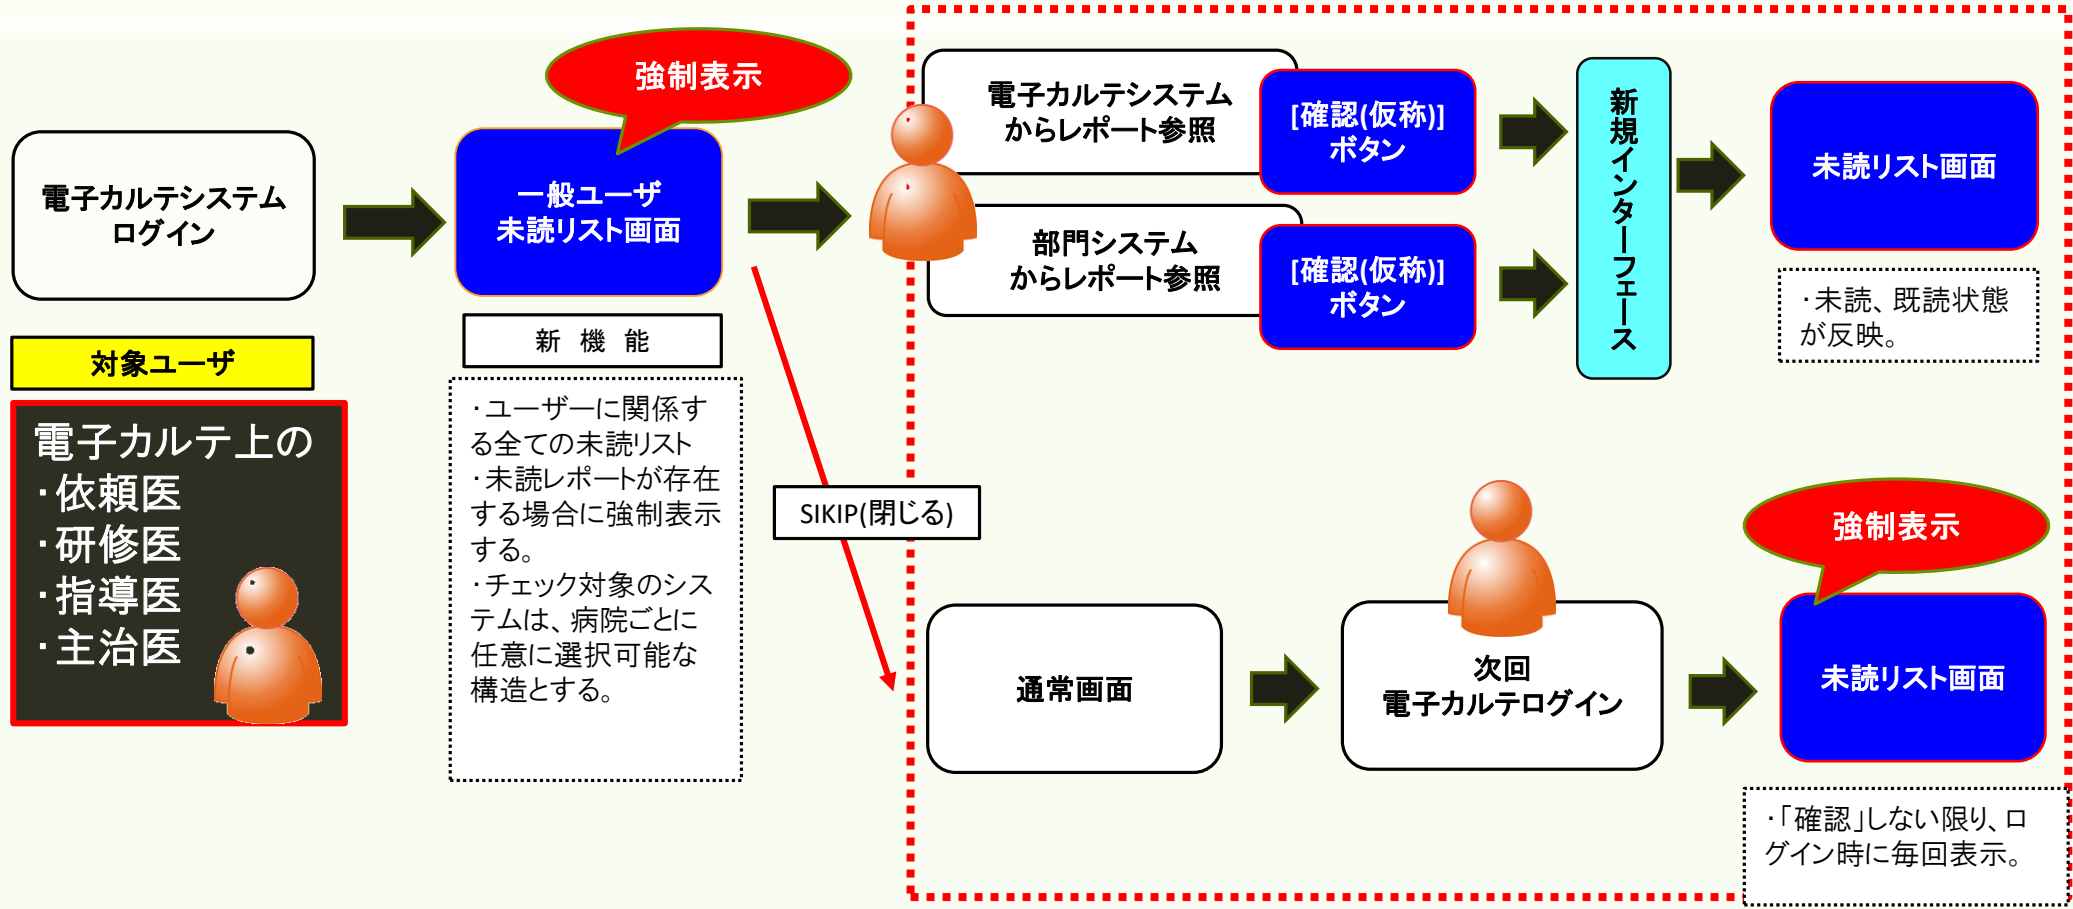 電子カルテシステム
ログイン
対象ユーザ
電子カルテ上の
・依頼医
・研修医
・指導医
・主治医
強制表示
一般ユーザ
未読リスト画面
新 機 能
・ユーザーに関係す
る全ての未読リスト
・未読レポートが存在
する場合に強制表示
する。
・チェック対象のシス
テムは、病院ごとに
任意に選択可能な
構造とする。
電子カルテシステム
からレポート参照
[確認(仮称)]
ボタン
部門システム
からレポート参照
[確認(仮称)]
ボタン
新規インターフェース
未読リスト画面
・未読、既読状態
が反映。
SIKIP(閉じる)
通常画面
次回
電子カルテログイン
強制表示
未読リスト画面
・「確認」しない限り、ロ
グイン時に毎回表示。